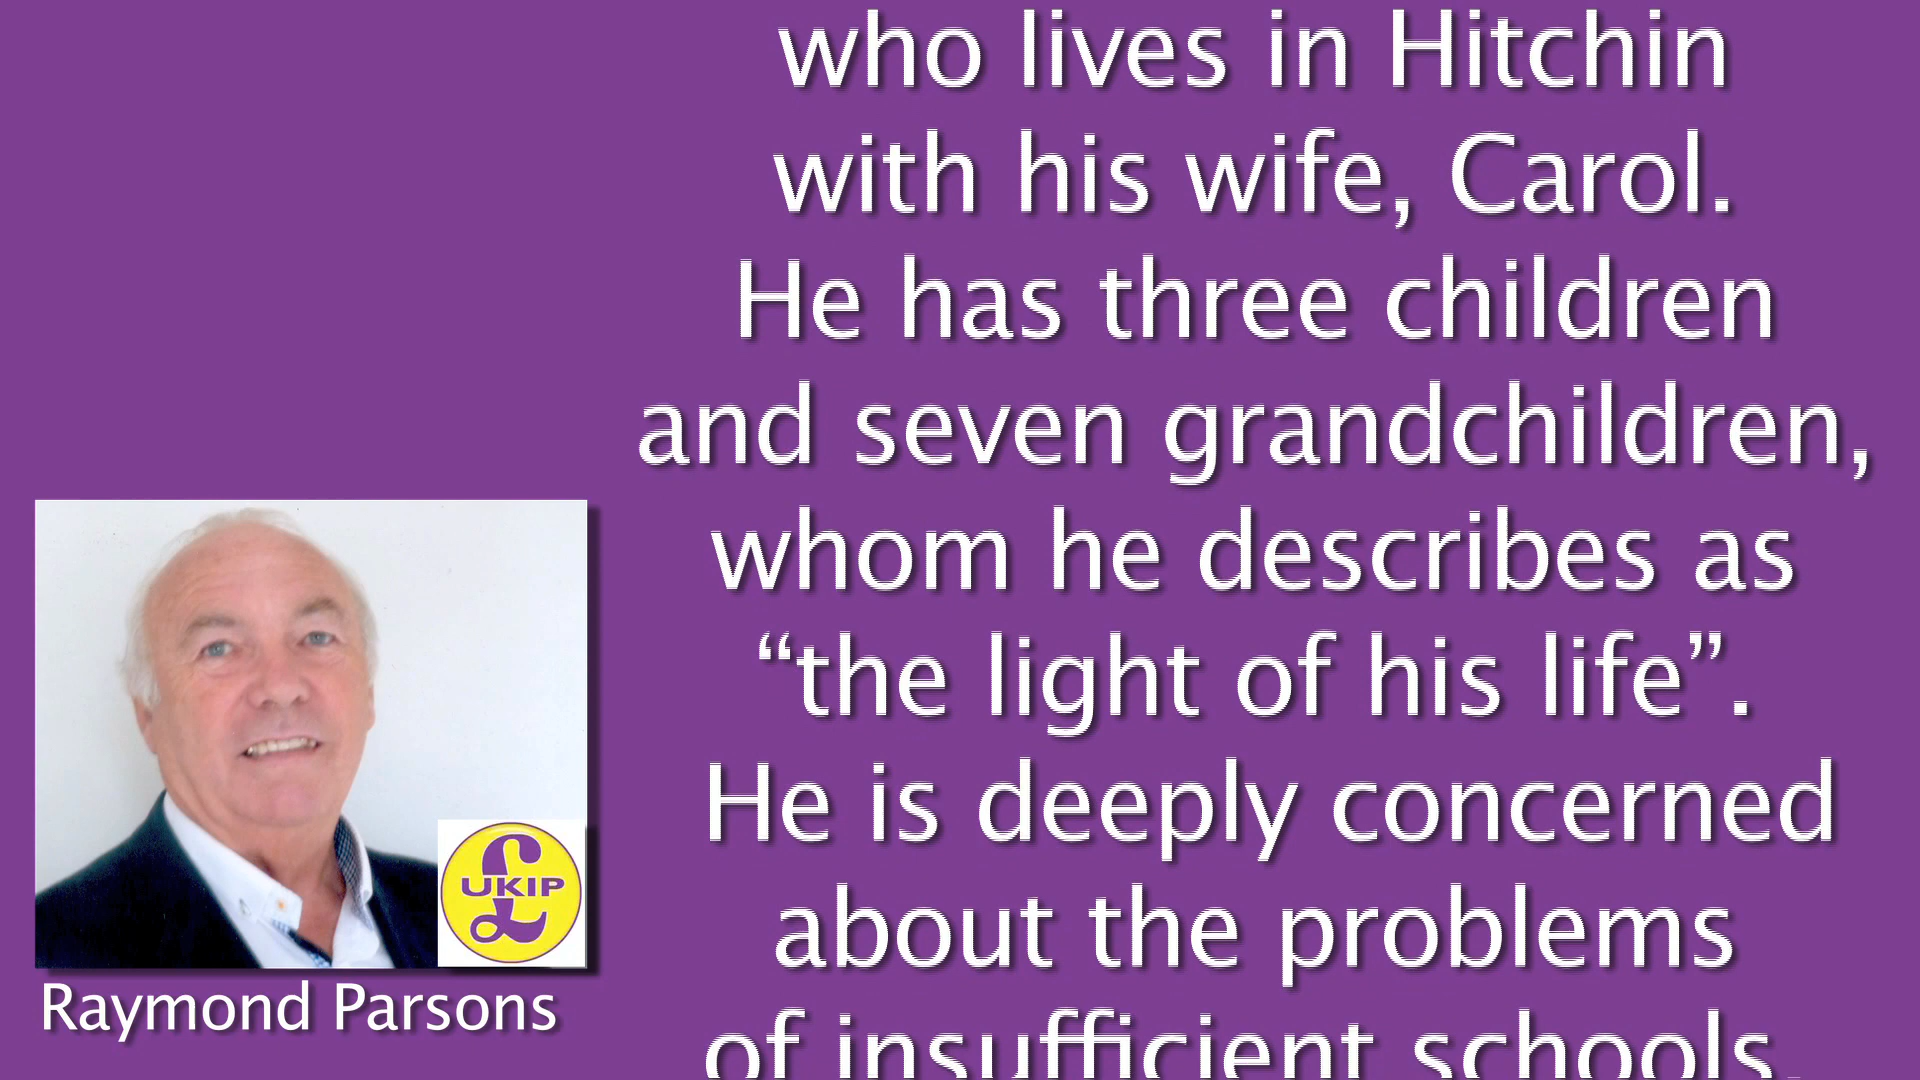 who lives in Hitchin
with his wife, Carol.
He has three children
and seven grandchildren,
whom he describes as
“the light of his life”.
He is deeply concerned
about the problems
of insufficient schools,
UKIP
Raymond Parsons